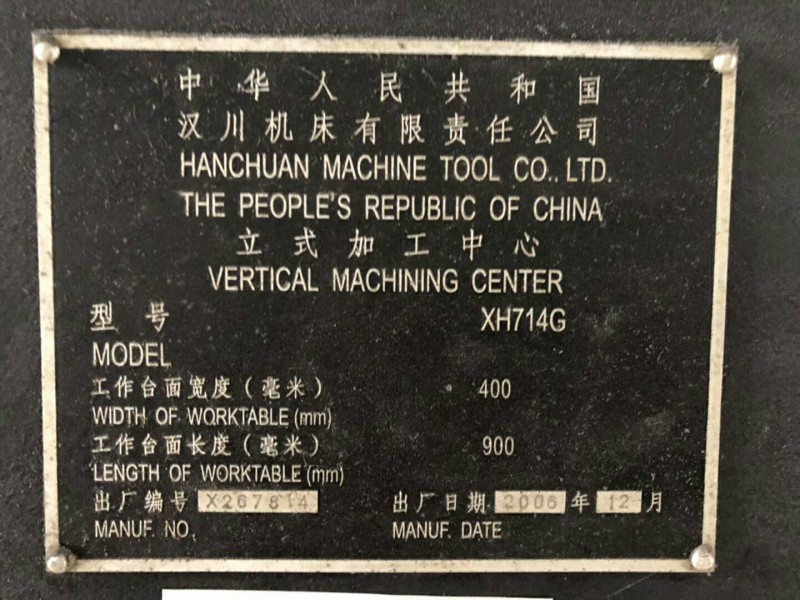 中华人民共和国
汉川机床有限责任公司
HANCHUAN MACHINE TOOL CO., LTD.
THE PEOPLE'S REPUBLIC OF CHINA
立式加工中心
VERTICAL MACHINING CENTER
型号 XH714G
MODEL
工作台面宽度(毫米) 400
WIDTH OF WORKTABLE (mm)
工作台面长度(毫米) 900
LENGTH OF WORKTABLE (mm)
出厂编号 X267814 出厂日期 2006 年 12 月
MANUF. NO. MANUF. DATE